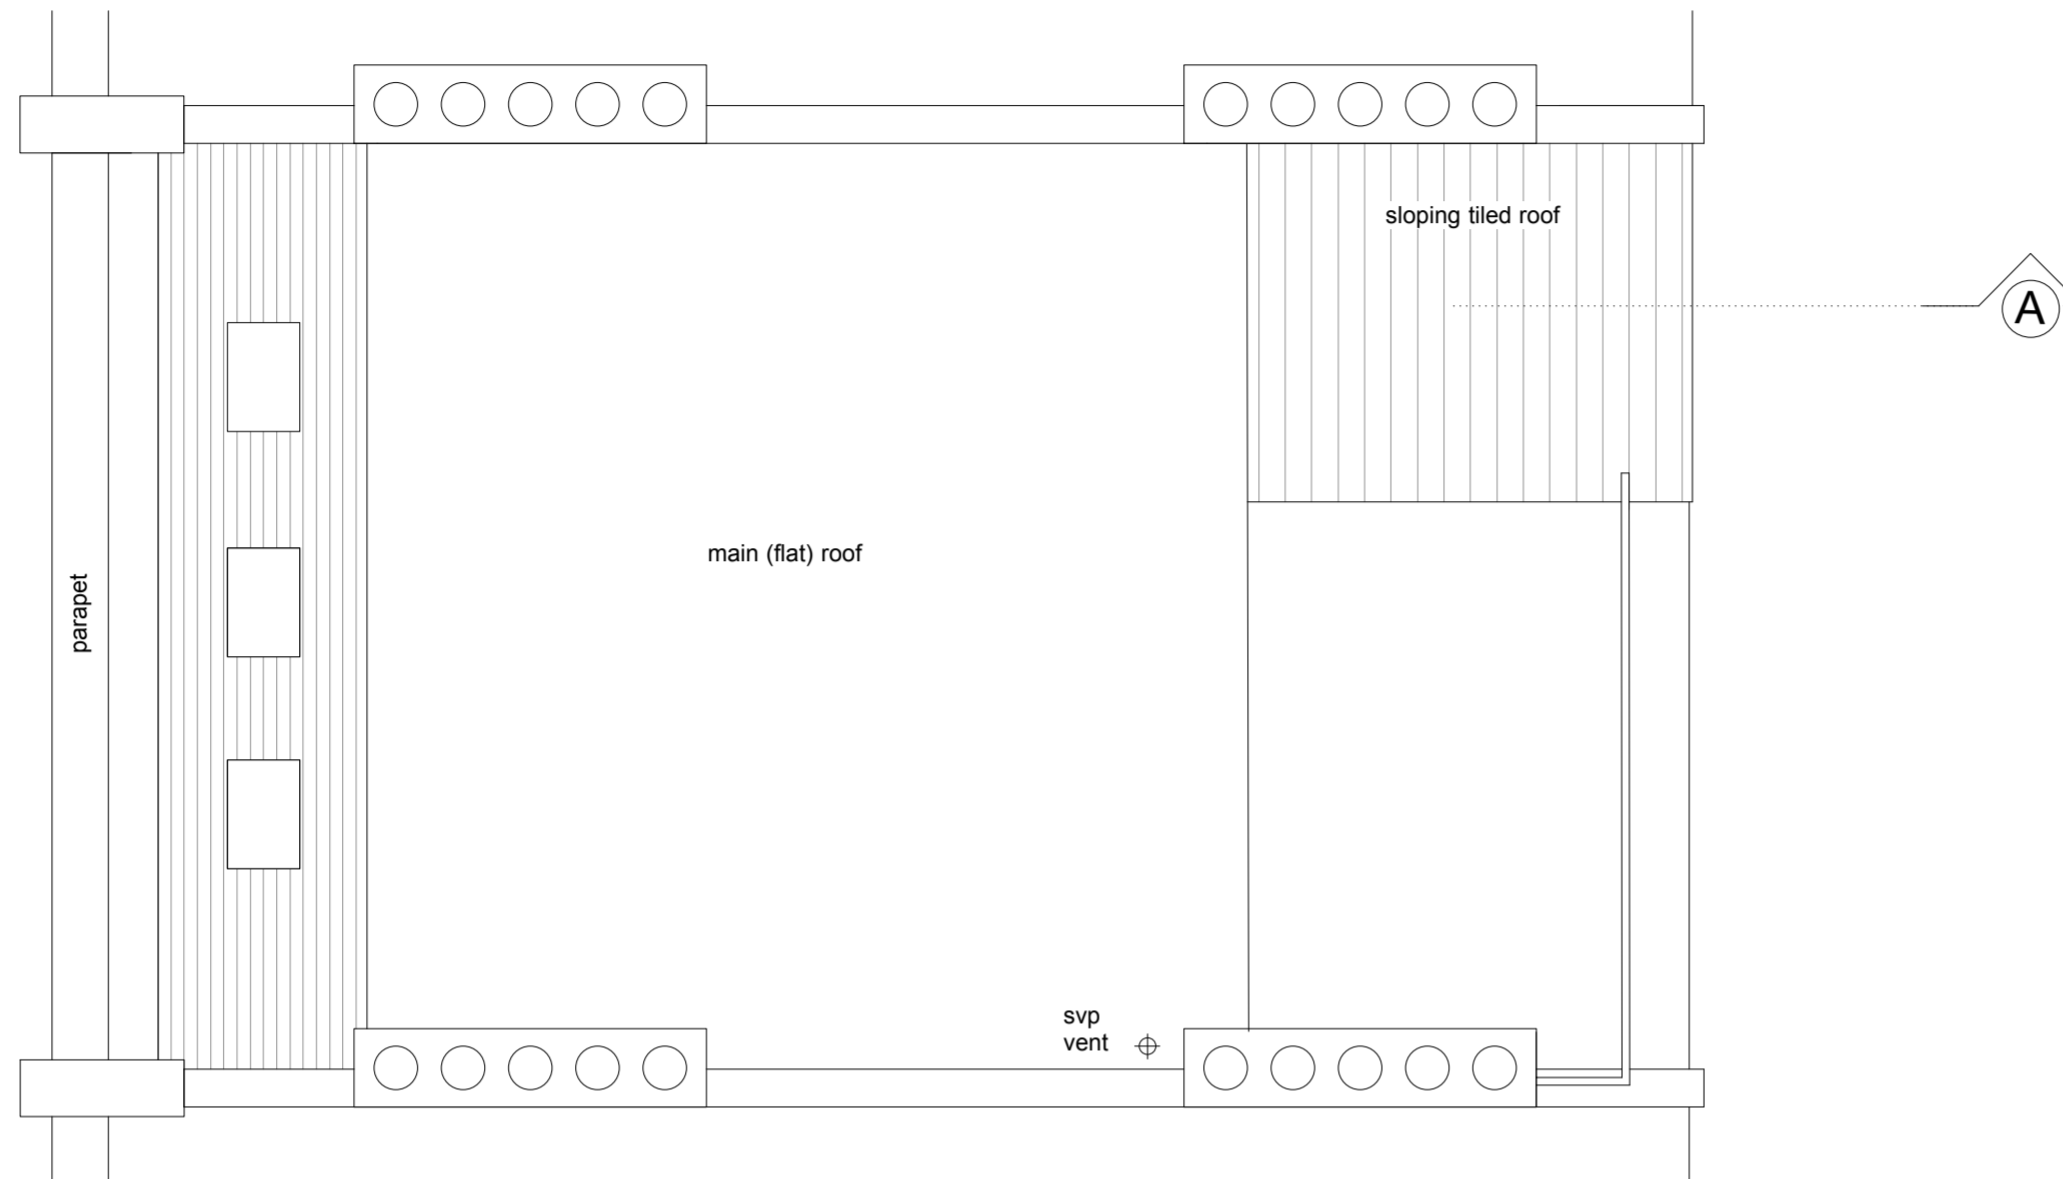 sloping tiled roof
A
main (flat) roof
parapet
svp
vent